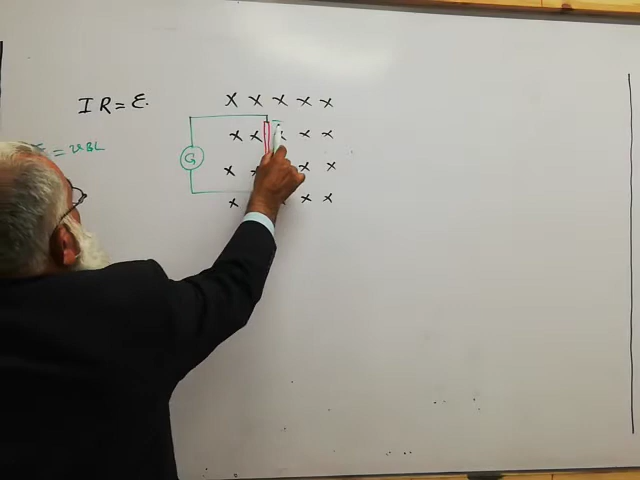 IR = ε.
X X X X X
X X X X
= vBL
G
X X X
X X X